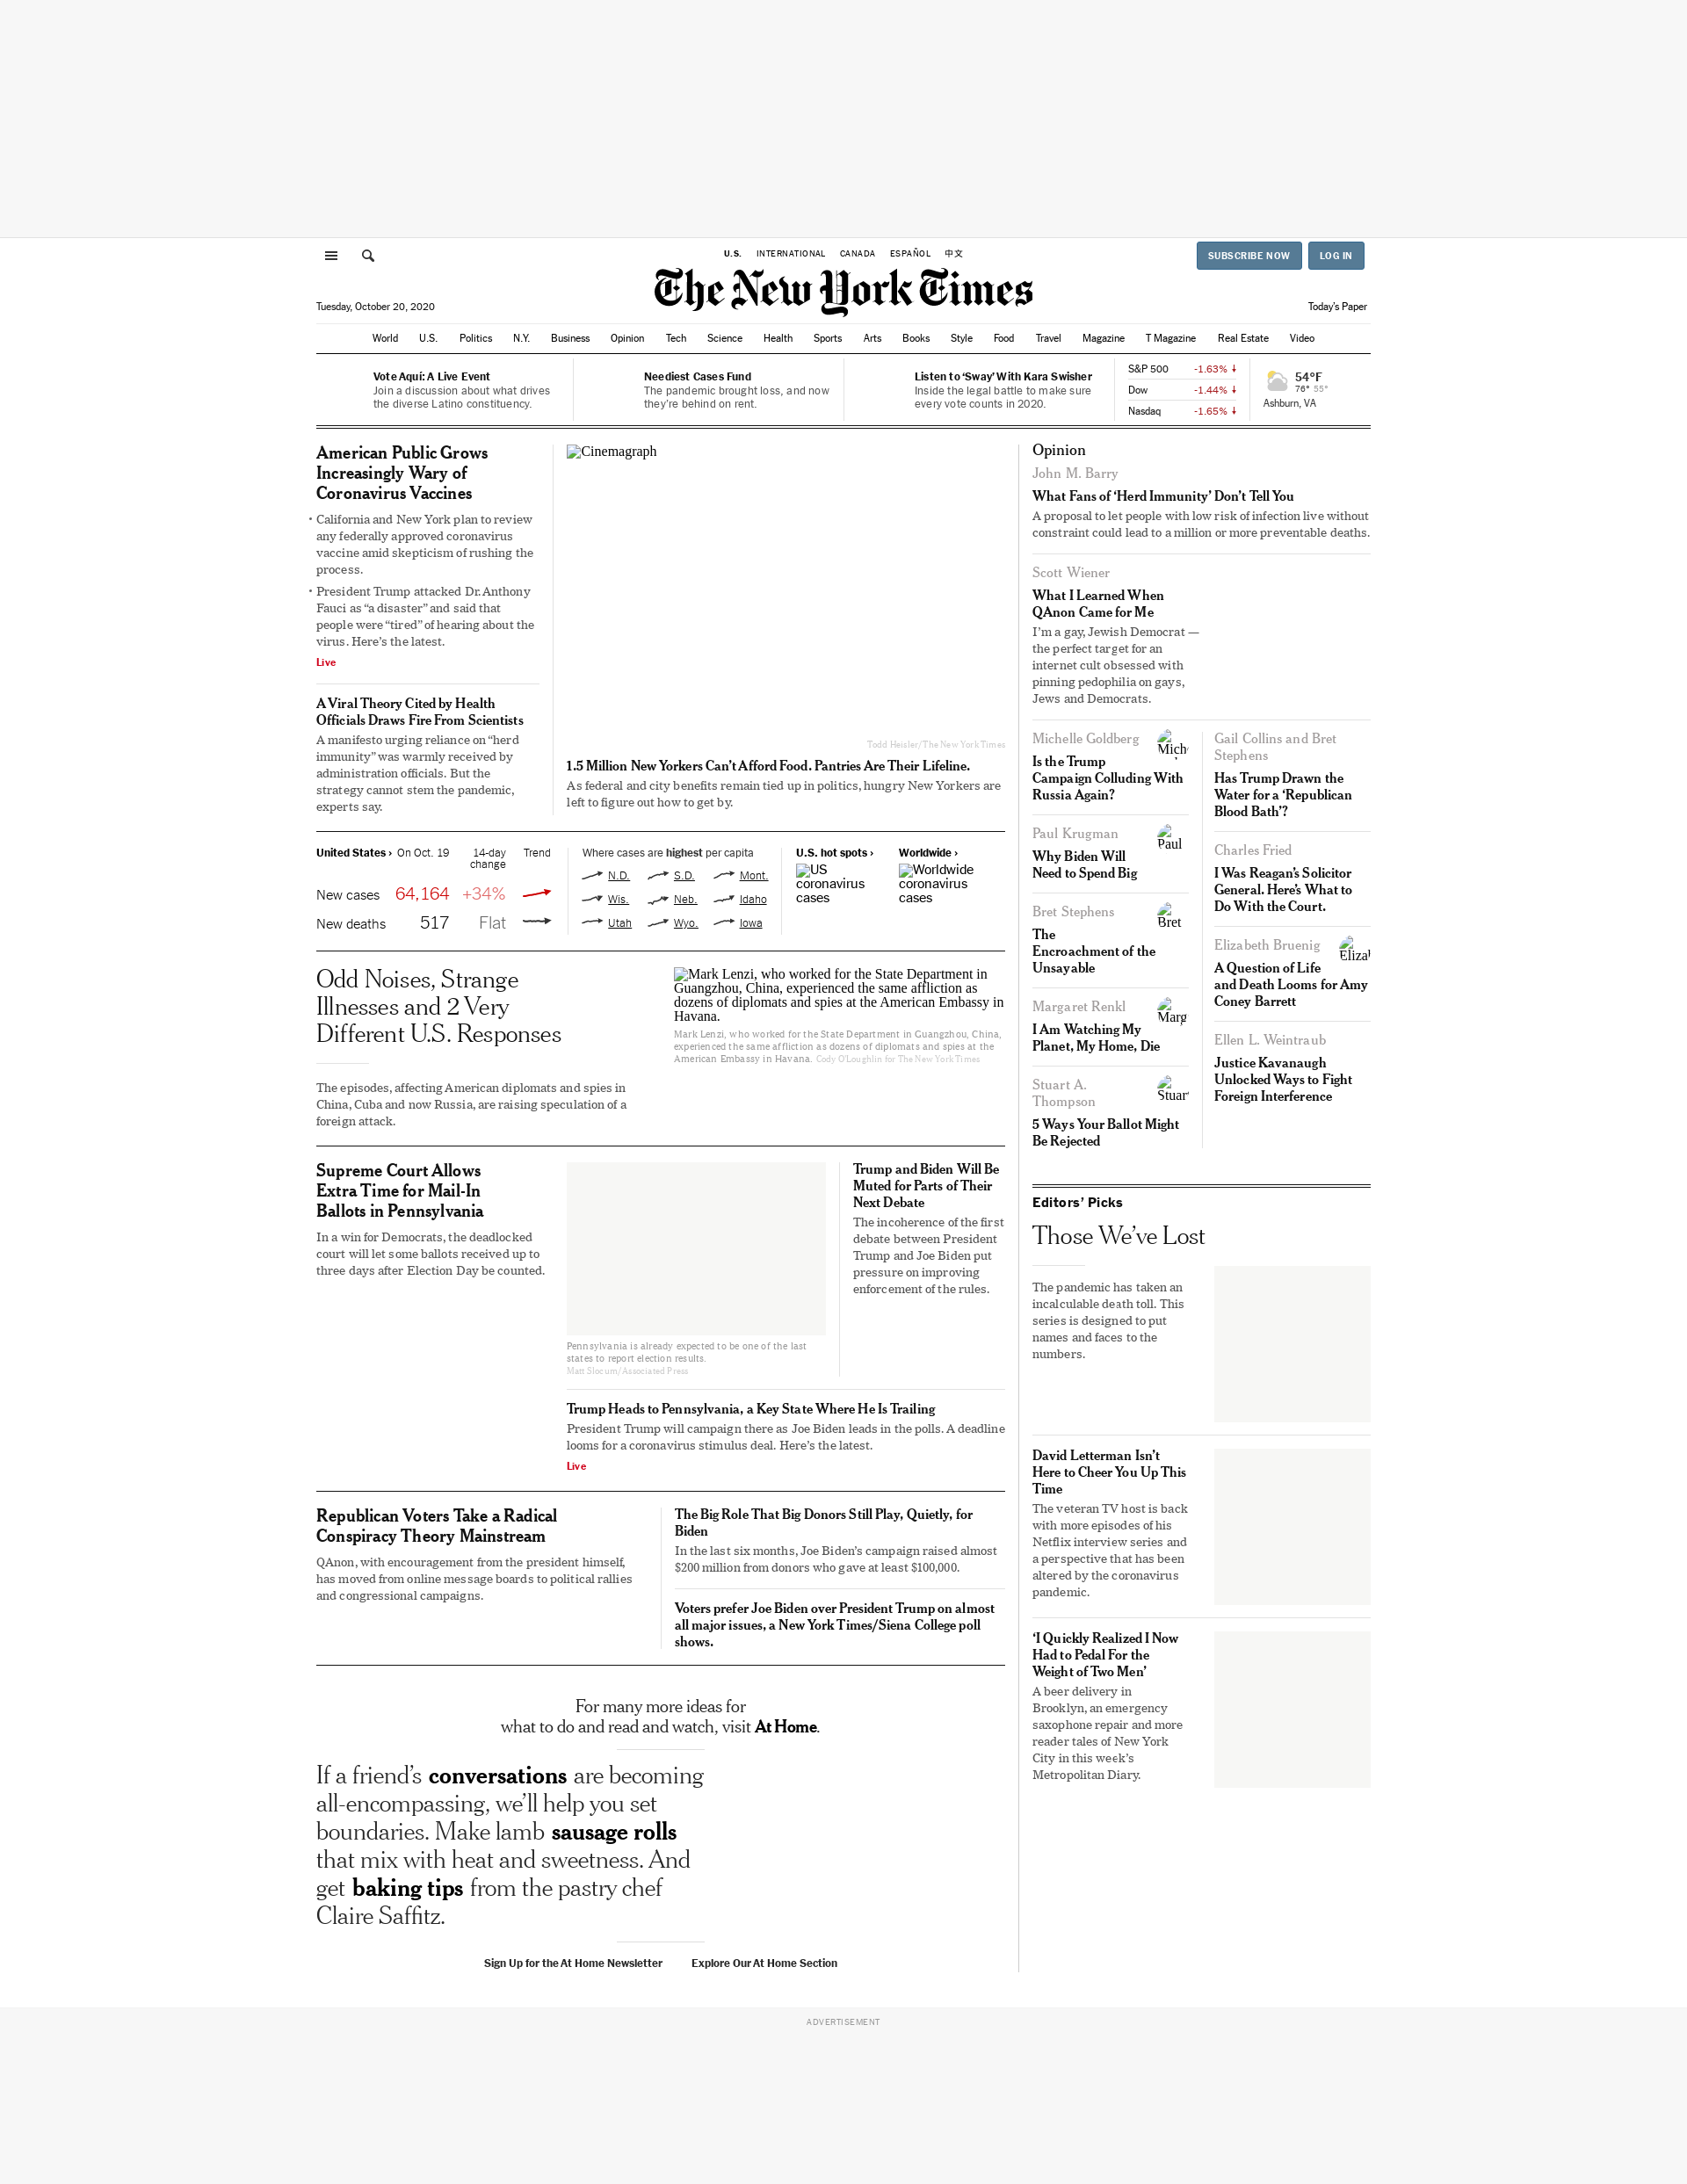 U.S. INTERNATIONAL CANADA ESPAÑOL 中文
SUBSCRIBE NOW LOG IN
The New York Times
Tuesday, October 20, 2020
Today's Paper
World U.S. Politics N.Y. Business Opinion Tech Science Health Sports Arts Books Style Food Travel Magazine T Magazine Real Estate Video
Vote Aquí: A Live Event
Join a discussion about what drives
the diverse Latino constituency.
Neediest Cases Fund
The pandemic brought loss, and now
they're behind on rent.
Listen to ‘Sway’ With Kara Swisher
Inside the legal battle to make sure
every vote counts in 2020.
S&P 500 -1.63%
Dow -1.44%
Nasdaq -1.65%
54°F
76° 55°
Ashburn, VA
American Public Grows
Increasingly Wary of
Coronavirus Vaccines
California and New York plan to review
any federally approved coronavirus
vaccine amid skepticism of rushing the
process.
President Trump attacked Dr. Anthony
Fauci as “a disaster” and said that
people were “tired” of hearing about the
virus. Here’s the latest.
Live
A Viral Theory Cited by Health
Officials Draws Fire From Scientists
A manifesto urging reliance on “herd
immunity” was warmly received by
administration officials. But the
strategy cannot stem the pandemic,
experts say.
Cinemagraph
Todd Heisler/The New York Times
1.5 Million New Yorkers Can’t Afford Food. Pantries Are Their Lifeline.
As federal and city benefits remain tied up in politics, hungry New Yorkers are
left to figure out how to get by.
United States › On Oct. 19 14-day
change Trend
New cases 64,164 +34%
New deaths 517 Flat
Where cases are highest per capita
N.D. S.D. Mont.
Wis. Neb. Idaho
Utah Wyo. Iowa
U.S. hot spots ›
US
coronavirus
cases
Worldwide ›
Worldwide
coronavirus
cases
Odd Noises, Strange
Illnesses and 2 Very
Different U.S. Responses
The episodes, affecting American diplomats and spies in
China, Cuba and now Russia, are raising speculation of a
foreign attack.
Mark Lenzi, who worked for the State Department in
Guangzhou, China, experienced the same affliction as
dozens of diplomats and spies at the American Embassy in
Havana.
Mark Lenzi, who worked for the State Department in Guangzhou, China,
experienced the same affliction as dozens of diplomats and spies at the
American Embassy in Havana. Cody O’Loughlin for The New York Times
Supreme Court Allows
Extra Time for Mail-In
Ballots in Pennsylvania
In a win for Democrats, the deadlocked
court will let some ballots received up to
three days after Election Day be counted.
Pennsylvania is already expected to be one of the last
states to report election results.
Matt Slocum/Associated Press
Trump and Biden Will Be
Muted for Parts of Their
Next Debate
The incoherence of the first
debate between President
Trump and Joe Biden put
pressure on improving
enforcement of the rules.
Trump Heads to Pennsylvania, a Key State Where He Is Trailing
President Trump will campaign there as Joe Biden leads in the polls. A deadline
looms for a coronavirus stimulus deal. Here’s the latest.
Live
Republican Voters Take a Radical
Conspiracy Theory Mainstream
QAnon, with encouragement from the president himself,
has moved from online message boards to political rallies
and congressional campaigns.
The Big Role That Big Donors Still Play, Quietly, for
Biden
In the last six months, Joe Biden’s campaign raised almost
$200 million from donors who gave at least $100,000.
Voters prefer Joe Biden over President Trump on almost
all major issues, a New York Times/Siena College poll
shows.
For many more ideas for
what to do and read and watch, visit At Home.
If a friend’s conversations are becoming
all-encompassing, we’ll help you set
boundaries. Make lamb sausage rolls
that mix with heat and sweetness. And
get baking tips from the pastry chef
Claire Saffitz.
Sign Up for the At Home Newsletter Explore Our At Home Section
Opinion
John M. Barry
What Fans of ‘Herd Immunity’ Don’t Tell You
A proposal to let people with low risk of infection live without
constraint could lead to a million or more preventable deaths.
Scott Wiener
What I Learned When
QAnon Came for Me
I’m a gay, Jewish Democrat —
the perfect target for an
internet cult obsessed with
pinning pedophilia on gays,
Jews and Democrats.
Michelle Goldberg
Is the Trump
Campaign Colluding With
Russia Again?
Paul Krugman
Paul
Why Biden Will
Need to Spend Big
Bret Stephens
Bret
The
Encroachment of the
Unsayable
Margaret Renkl
I Am Watching My
Planet, My Home, Die
Stuart A.
Thompson
5 Ways Your Ballot Might
Be Rejected
Gail Collins and Bret
Stephens
Has Trump Drawn the
Water for a ‘Republican
Blood Bath’?
Charles Fried
I Was Reagan’s Solicitor
General. Here’s What to
Do With the Court.
Elizabeth Bruenig
A Question of Life
and Death Looms for Amy
Coney Barrett
Ellen L. Weintraub
Justice Kavanaugh
Unlocked Ways to Fight
Foreign Interference
Editors’ Picks
Those We’ve Lost
The pandemic has taken an
incalculable death toll. This
series is designed to put
names and faces to the
numbers.
David Letterman Isn’t
Here to Cheer You Up This
Time
The veteran TV host is back
with more episodes of his
Netflix interview series and
a perspective that has been
altered by the coronavirus
pandemic.
‘I Quickly Realized I Now
Had to Pedal For the
Weight of Two Men’
A beer delivery in
Brooklyn, an emergency
saxophone repair and more
reader tales of New York
City in this week’s
Metropolitan Diary.
ADVERTISEMENT